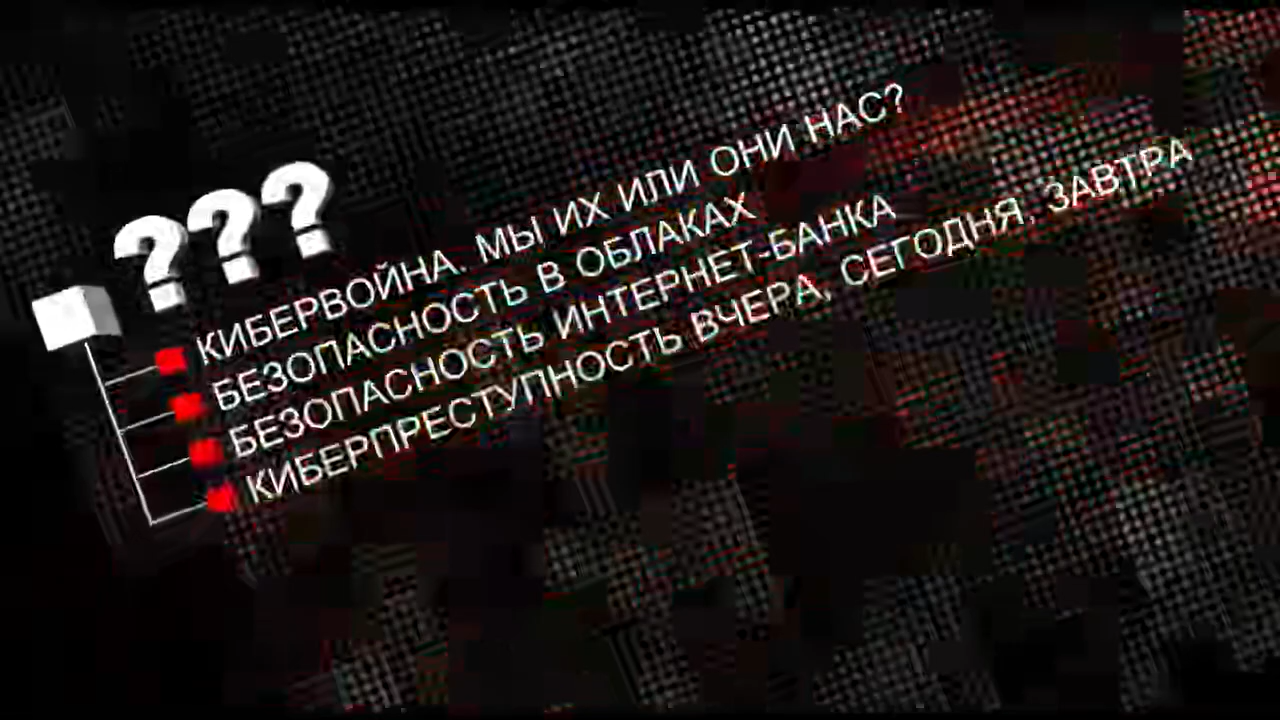 ???
КИБЕРВОЙНА. МЫ ИХ ИЛИ ОНИ НАС?
БЕЗОПАСНОСТЬ В ОБЛАКАХ
БЕЗОПАСНОСТЬ ИНТЕРНЕТ-БАНКА
КИБЕРПРЕСТУПНОСТЬ ВЧЕРА, СЕГОДНЯ, ЗАВТРА